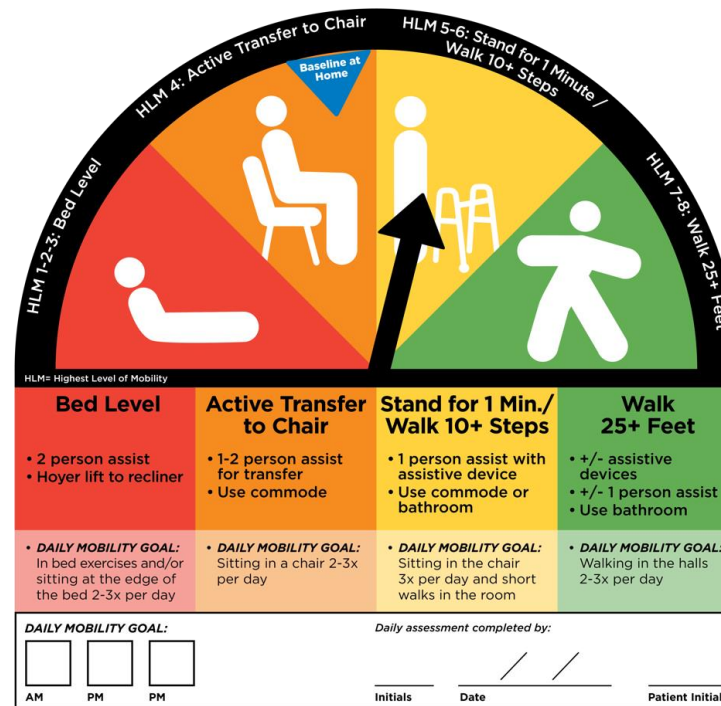 HLM 1-2-3: Bed Level
HLM 4: Active Transfer to Chair
HLM 5-6: Stand for 1 Minute /
Walk 10+ Steps
HLM 7-8: Walk 25+ Feet
Baseline at
Home
HLM= Highest Level of Mobility
Bed Level
• 2 person assist
• Hoyer lift to recliner
• DAILY MOBILITY GOAL:
In bed exercises and/or
sitting at the edge of
the bed 2-3x per day
Active Transfer
to Chair
• 1-2 person assist
for transfer
• Use commode
• DAILY MOBILITY GOAL:
Sitting in a chair 2-3x
per day
Stand for 1 Min./
Walk 10+ Steps
• 1 person assist with
assistive device
• Use commode or
bathroom
• DAILY MOBILITY GOAL:
Sitting in the chair
3x per day and short
walks in the room
Walk
25+ Feet
• +/- assistive
devices
• +/- 1 person assist
• Use bathroom
• DAILY MOBILITY GOAL:
Walking in the halls
2-3x per day
DAILY MOBILITY GOAL:
AM PM PM
Daily assessment completed by:
/ /
Initials Date Patient Initial